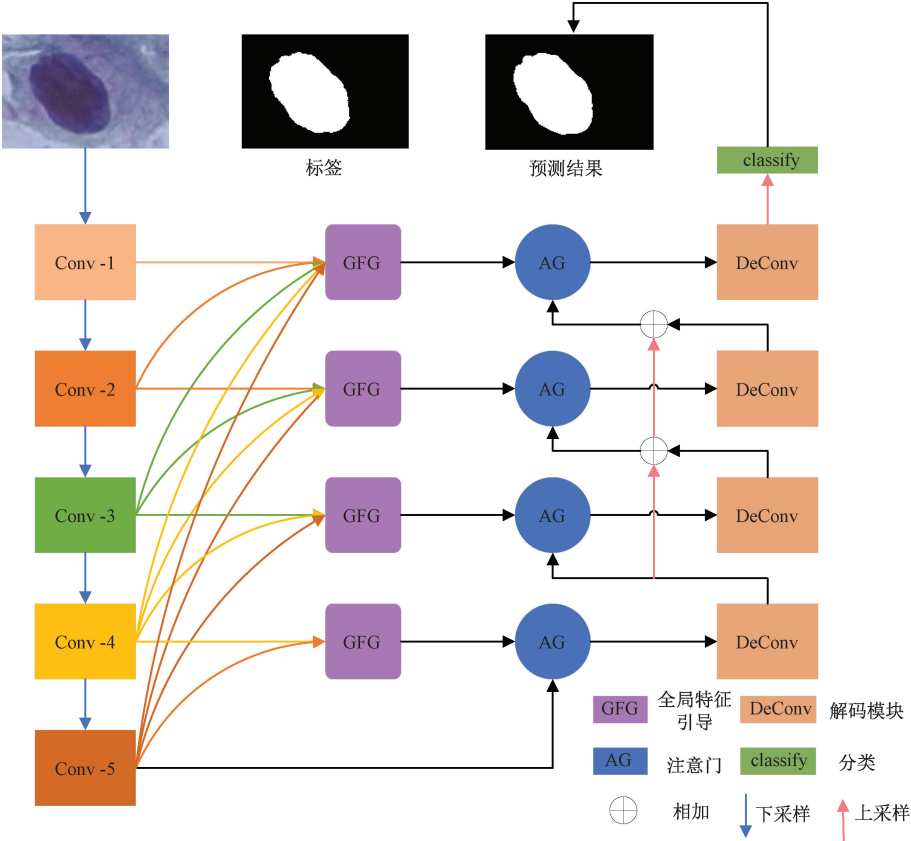 标签
预测结果
classify
Conv -1
GFG
AG
DeConv
Conv -2
GFG
AG
DeConv
Conv -3
GFG
AG
DeConv
Conv -4
GFG
AG
DeConv
Conv -5
GFG
全局特征
引导
DeConv
解码模块
AG
注意门
classify
分类
相加
下采样
上采样